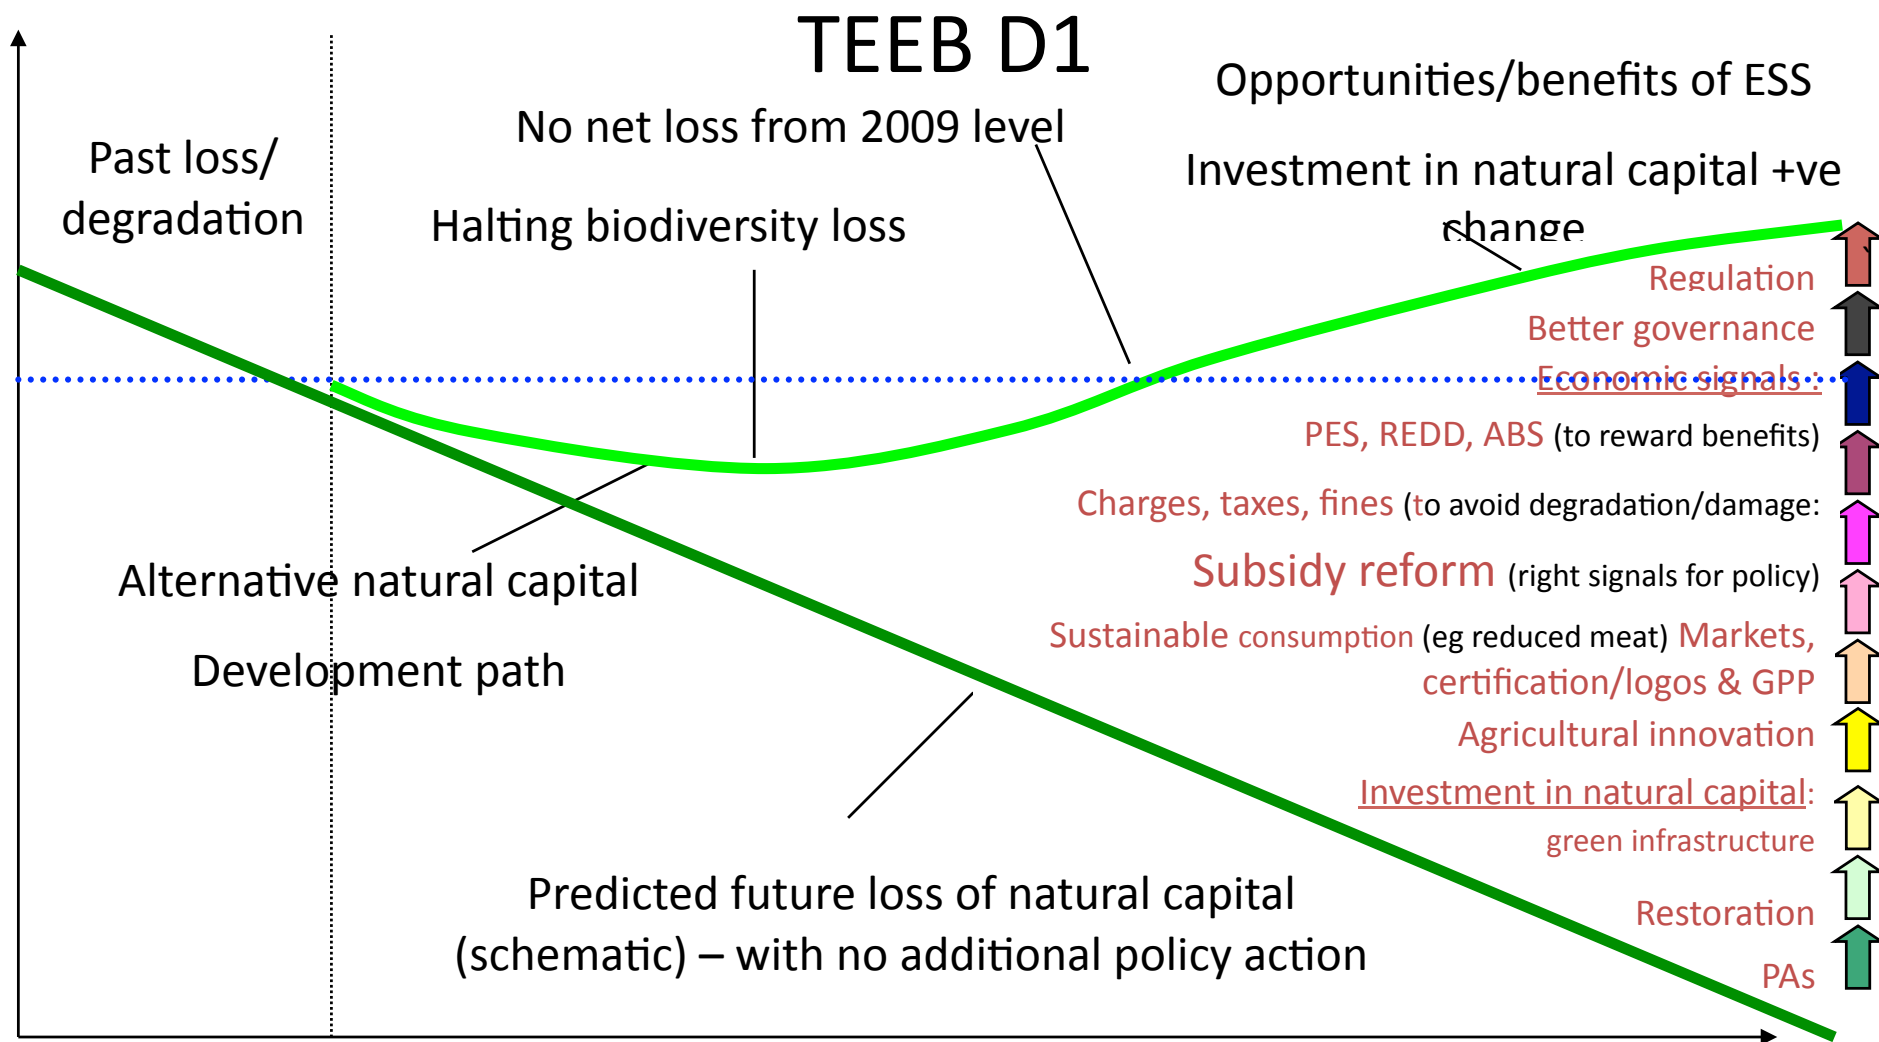 TEEB D1
Opportunities/benefits of ESS
No net loss from 2009 level
Past loss/
degradation
Investment in natural capital +ve
change
Halting biodiversity loss
Regulation
Better governance
Economic signals :
PES, REDD, ABS (to reward benefits)
Charges, taxes, fines (to avoid degradation/damage:
Subsidy reform (right signals for policy)
Sustainable consumption (eg reduced meat) Markets,
certification/logos & GPP
Agricultural innovation
Investment in natural capital:
green infrastructure
Restoration
PAs
Alternative natural capital
Development path
Predicted future loss of natural capital
(schematic) – with no additional policy action